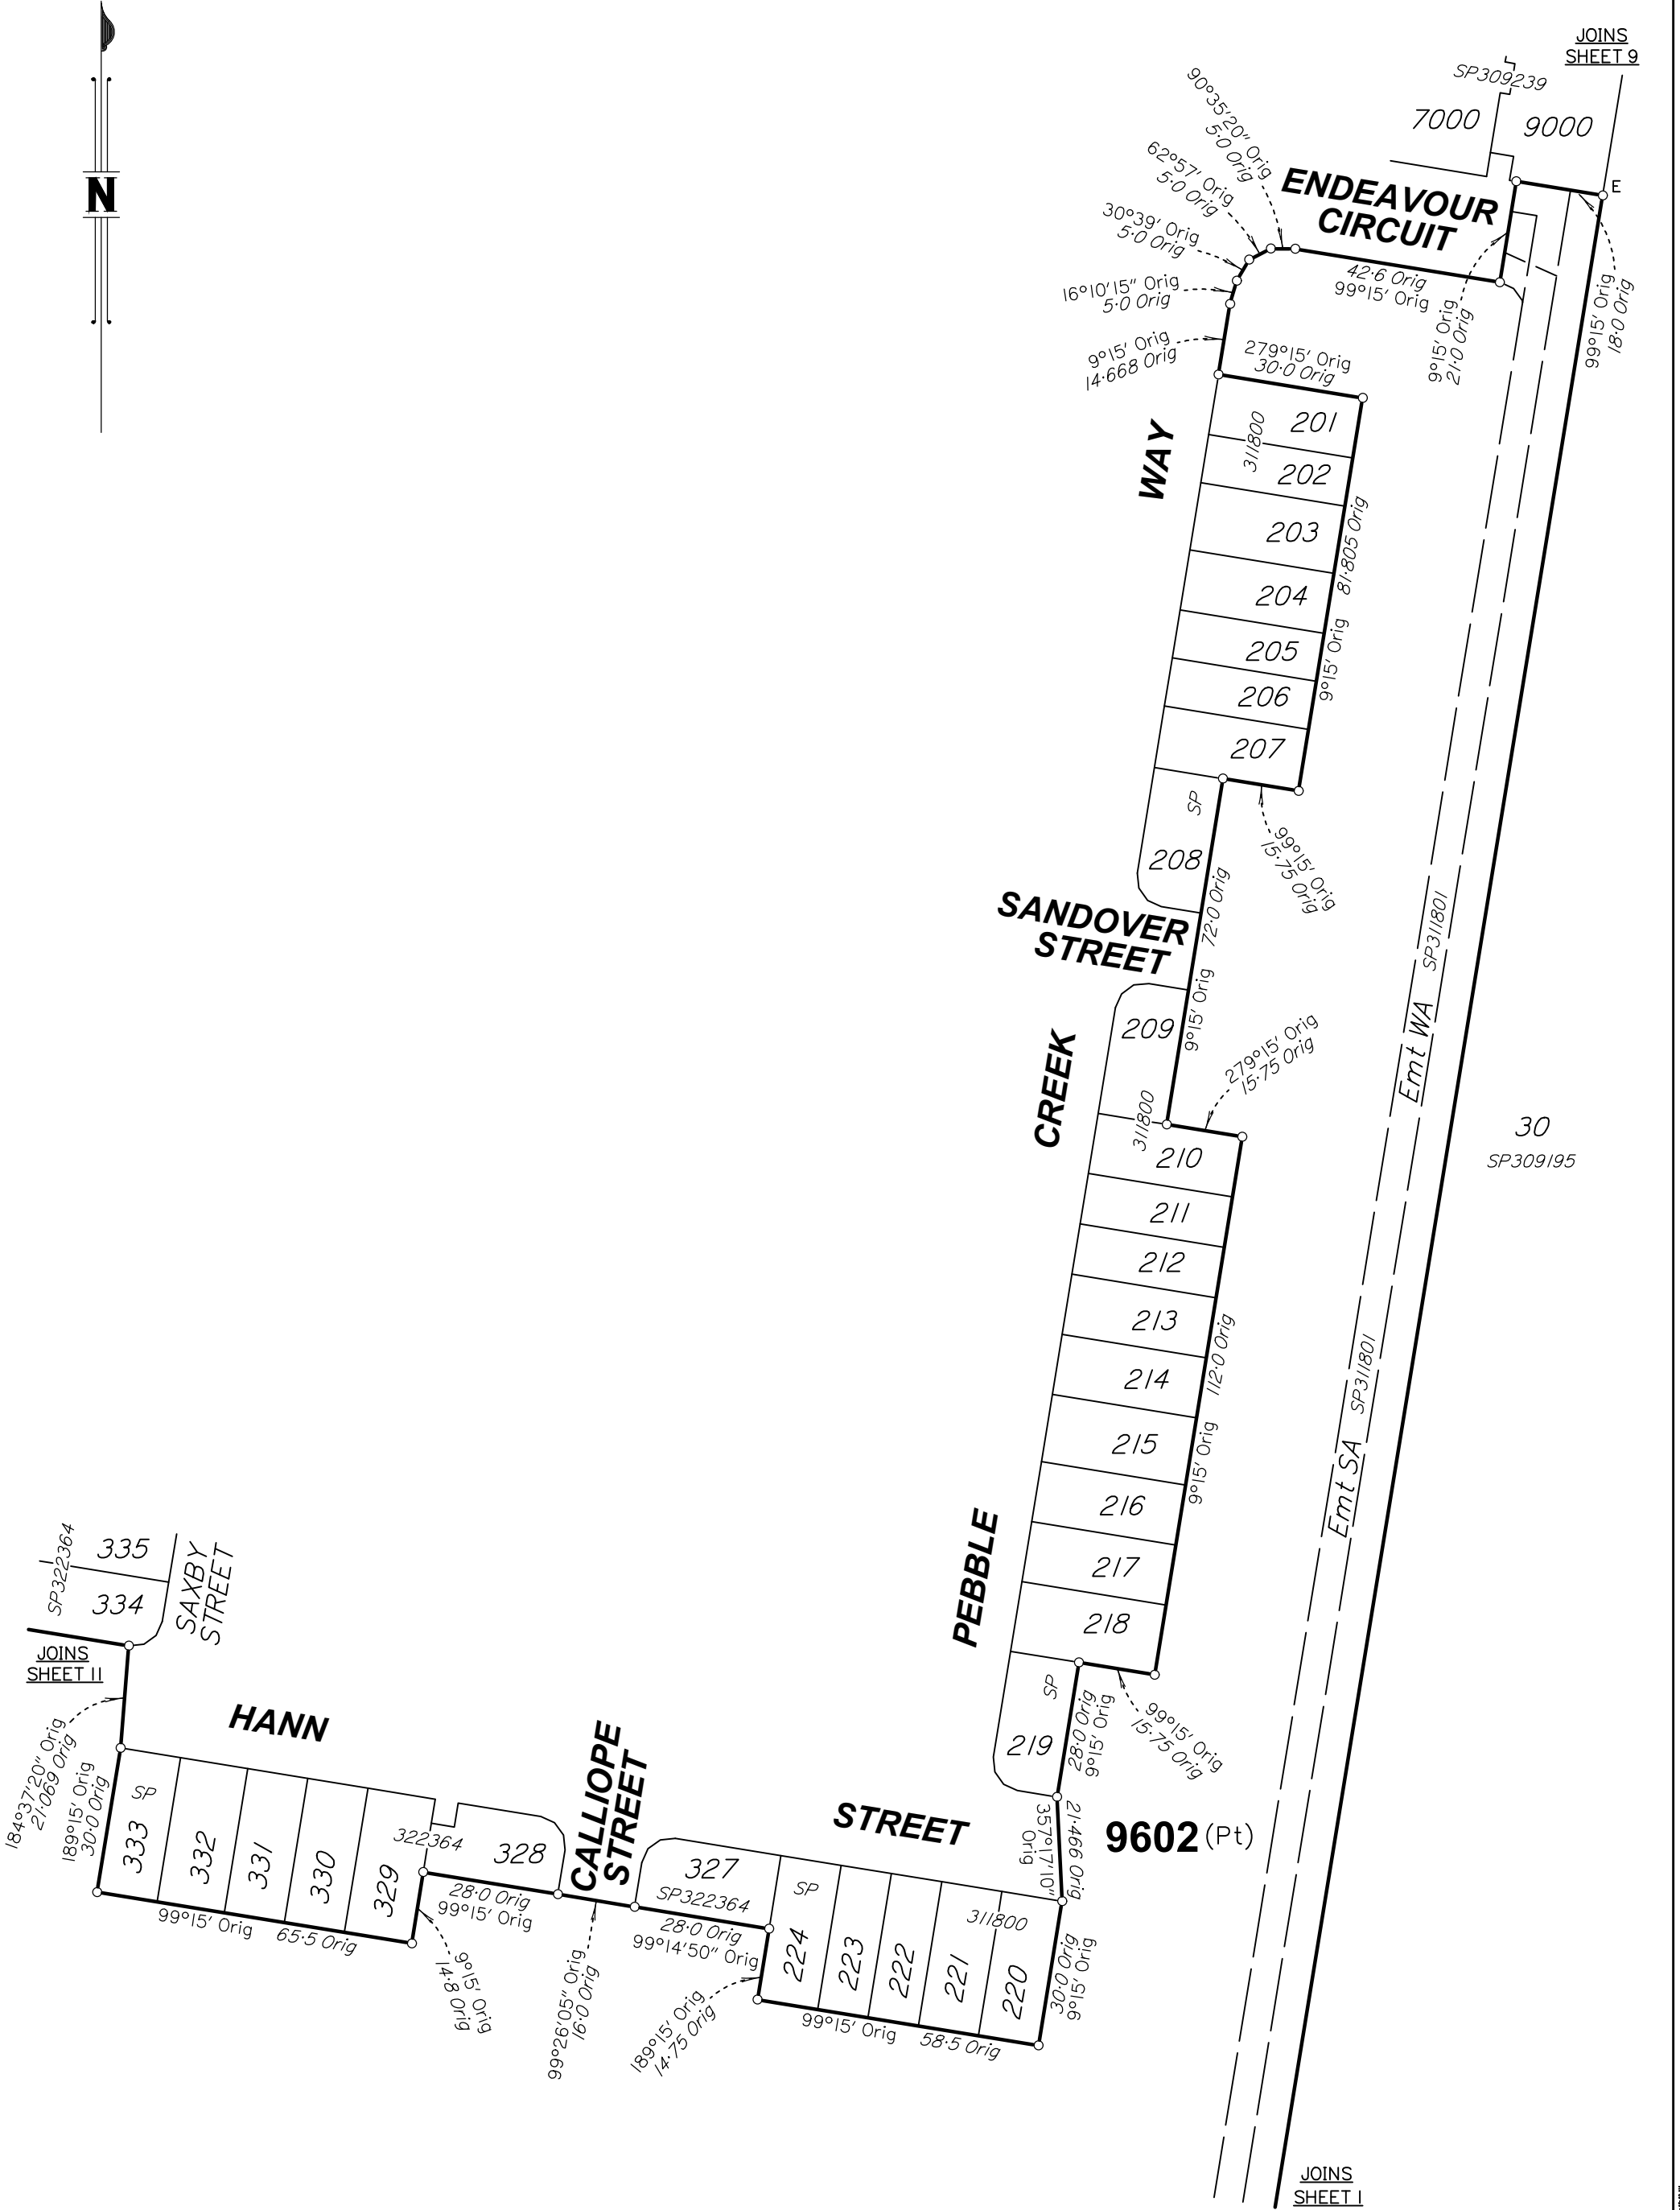 N
JOINS
SHEET 9
SP309239
7000
9000
E
90°35'20" Orig
5·0 Orig
62°57' Orig
5·0 Orig
30°39' Orig
5·0 Orig
16°10'15" Orig
5·0 Orig
9°15' Orig
14·668 Orig
ENDEAVOUR
CIRCUIT
42·6 Orig
99°15' Orig
9°15' Orig
21·0 Orig
99°15' Orig
18·0 Orig
279°15' Orig
30·0 Orig
WAY
311800
201
202
203
204
205
206
207
81·805 Orig
9°15' Orig
SP
208
99°15' Orig
15·75 Orig
SANDOVER
STREET
72·0 Orig
9°15' Orig
209
CREEK
279°15' Orig
15·75 Orig
311800
210
211
212
213
214
215
216
217
218
112·0 Orig
9°15' Orig
Emt WA SP311801
30
SP309195
Emt SA SP311801
PEBBLE
SP
219
28·0 Orig
9°15' Orig
99°15' Orig
15·75 Orig
21·466 Orig
357°17'10"
Orig
9602 (Pt)
SP322364
335
334
SAXBY
STREET
JOINS
SHEET 11
184°37'20" Orig
21·069 Orig
189°15' Orig
30·0 Orig
HANN
CALLIOPE
STREET
STREET
SP
333
332
331
330
329
322364
328
99°15' Orig 65·5 Orig
28·0 Orig
99°15' Orig
9°15' Orig
14·8 Orig
99°26'05" Orig
16·0 Orig
327
SP322364
28·0 Orig
99°14'50" Orig
189°15' Orig
14·75 Orig
SP
224
223
222
221
220
311800
99°15' Orig 58·5 Orig
30·0 Orig
9°15' Orig
JOINS
SHEET 1